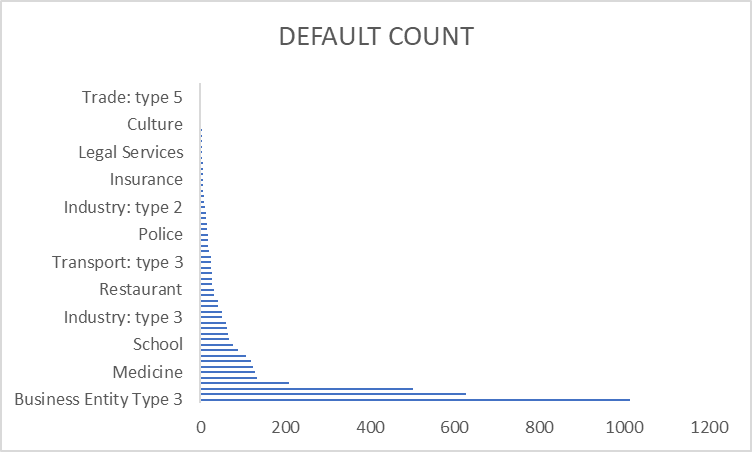 DEFAULT COUNT
Trade: type 5
Culture
Legal Services
Insurance
Industry: type 2
Police
Transport: type 3
Restaurant
Industry: type 3
School
Medicine
Business Entity Type 3
0 200 400 600 800 1000 1200